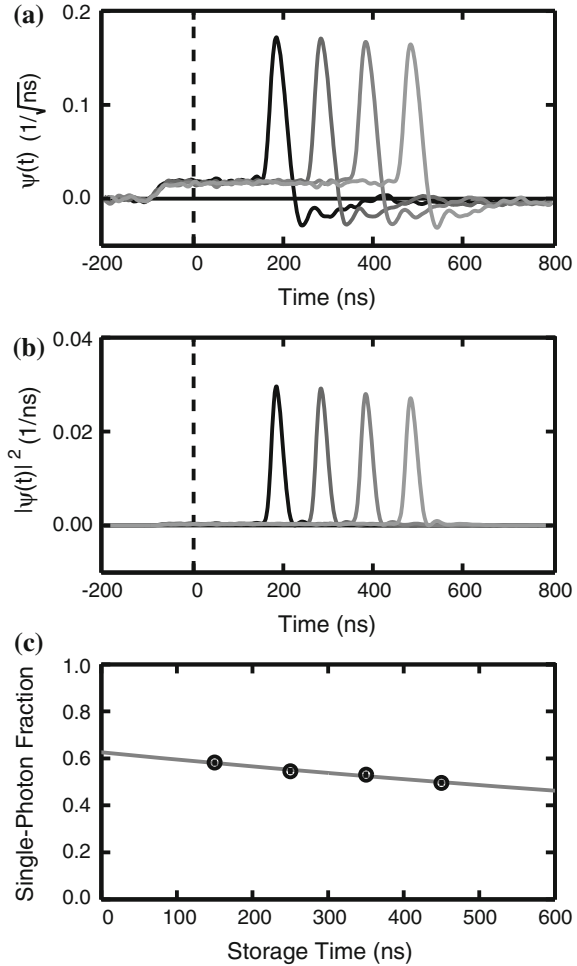 (a)
0.2
0.1
0.0
ψ(t) (1/√ns)
-200 0 200 400 600 800
Time (ns)
(b)
0.04
0.02
0.00
|ψ(t)|² (1/ns)
-200 0 200 400 600 800
Time (ns)
(c)
1.0
0.8
0.6
0.4
0.2
0.0
Single-Photon Fraction
0 100 200 300 400 500 600
Storage Time (ns)